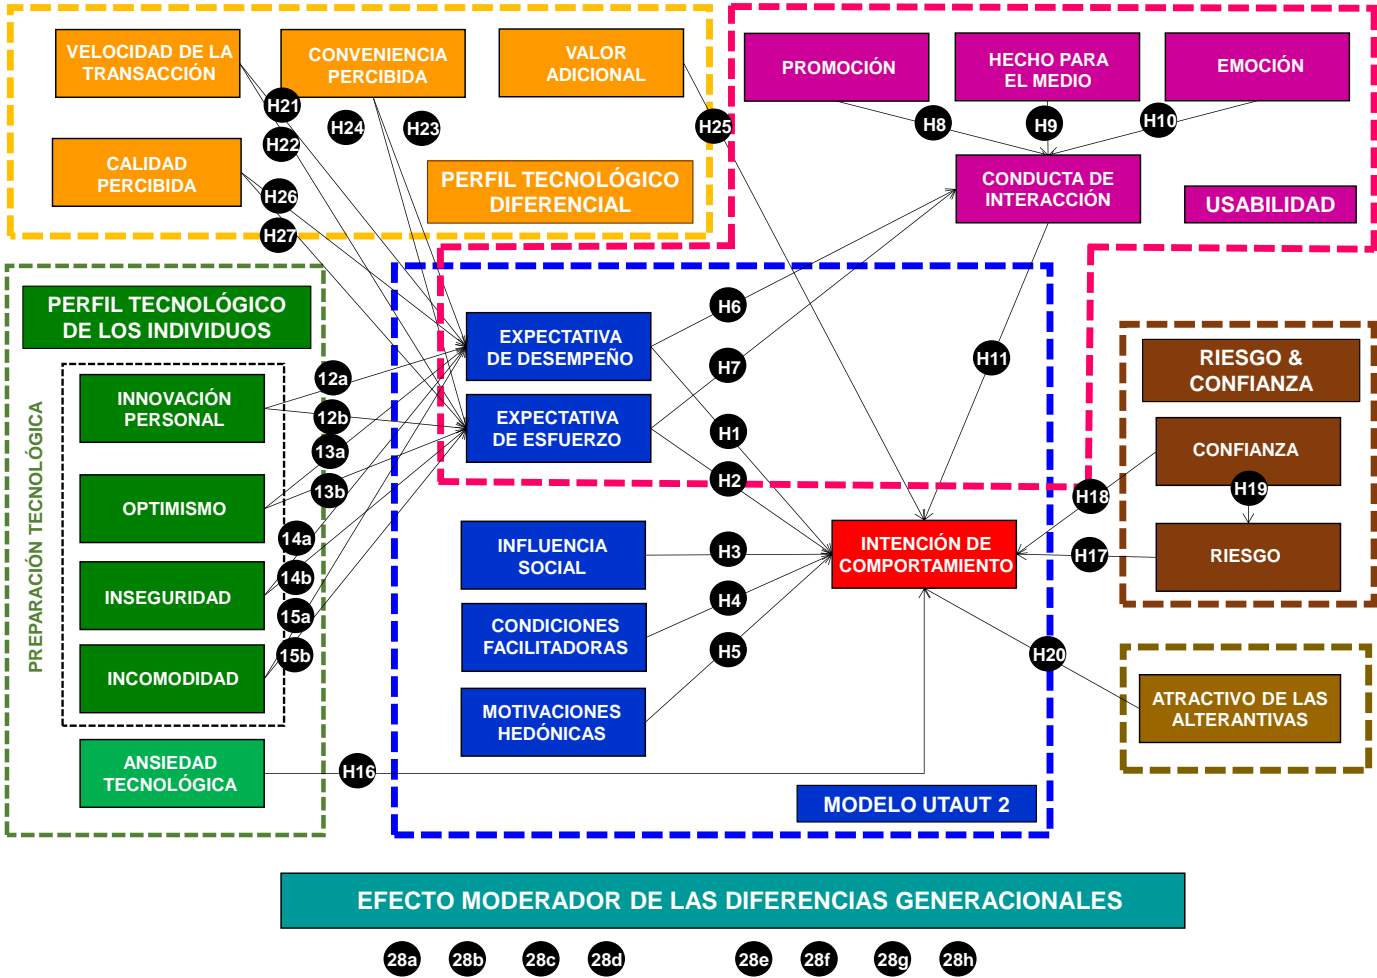 VELOCIDAD DE LA
TRANSACCIÓN
CONVENIENCIA
PERCIBIDA
VALOR
ADICIONAL
H21
H24
H23
H22
H25
CALIDAD
PERCIBIDA
H26
H27
PERFIL TECNOLÓGICO
DIFERENCIAL
PROMOCIÓN
HECHO PARA
EL MEDIO
EMOCIÓN
H8
H9
H10
CONDUCTA DE
INTERACCIÓN
USABILIDAD
PERFIL TECNOLÓGICO
DE LOS INDIVIDUOS
PREPARACIÓN TECNOLÓGICA
INNOVACIÓN
PERSONAL
OPTIMISMO
INSEGURIDAD
INCOMODIDAD
ANSIEDAD
TECNOLÓGICA
12a
12b
13a
13b
14a
14b
15a
15b
H16
EXPECTATIVA
DE DESEMPEÑO
EXPECTATIVA
DE ESFUERZO
INFLUENCIA
SOCIAL
CONDICIONES
FACILITADORAS
MOTIVACIONES
HEDÓNICAS
H6
H7
H1
H2
H3
H4
H5
H11
INTENCIÓN DE
COMPORTAMIENTO
MODELO UTAUT 2
RIESGO &
CONFIANZA
CONFIANZA
H18
H19
H17
RIESGO
H20
ATRACTIVO DE LAS
ALTERANTIVAS
EFECTO MODERADOR DE LAS DIFERENCIAS GENERACIONALES
28a
28b
28c
28d
28e
28f
28g
28h